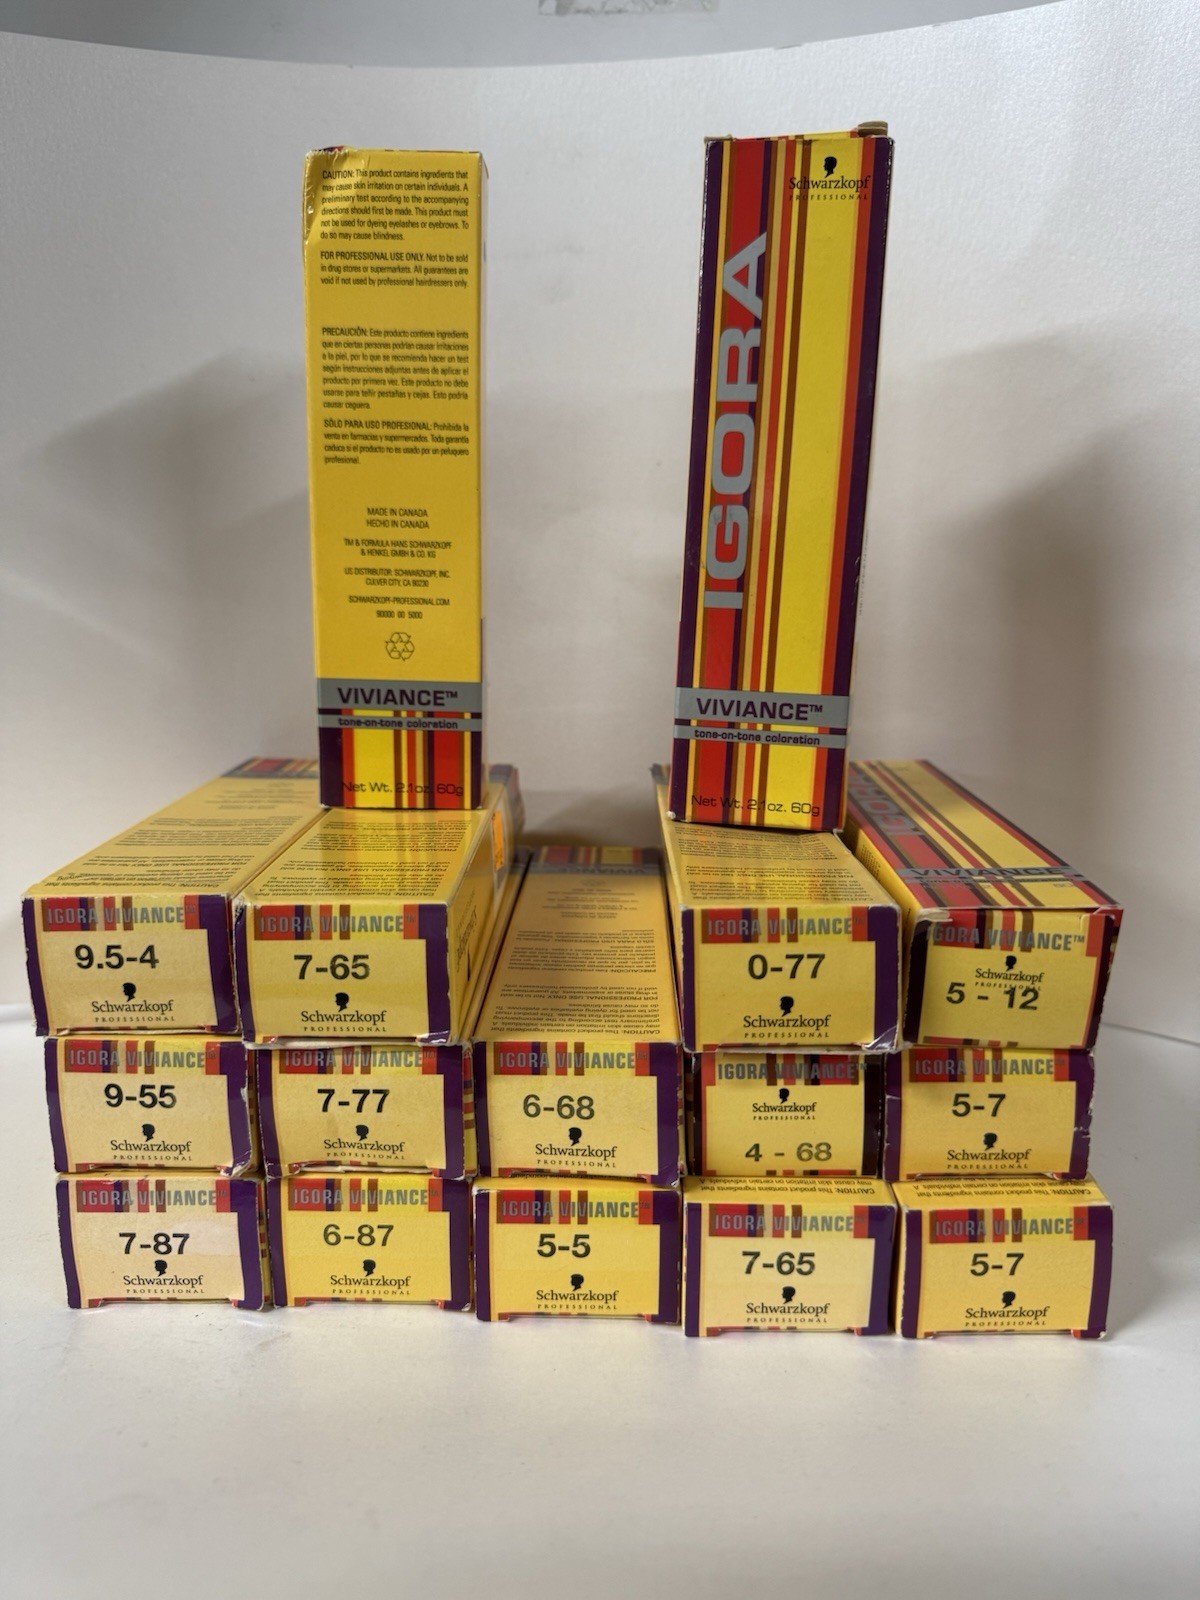 CAUTION: This product contains ingredients that
may cause skin irritation on certain individuals. A
preliminary test according to the accompanying
directions should first be made. This product must
not be used for dyeing eyelashes or eyebrows. To
do so may cause blindness.
FOR PROFESSIONAL USE ONLY. Not to be sold
in drug stores or supermarkets. All guarantees are
void if not used by professional hairdressers only.
PRECAUCIÓN: Este producto contiene ingredients
que en ciertas personas podrían causar irritaciones
a la piel, por lo que se recomienda hacer un test
según instrucciones adjuntas antes de aplicar el
producto por primera vez. Este producto no debe
usarse para teñir pestañas y cejas. Esto podría
causar ceguera.
SÓLO PARA USO PROFESIONAL: Prohibida la
venta en farmacias y supermercados. Toda garantía
caduca si el producto no es usado por un peluquero
profesional.
MADE IN CANADA
HECHO IN CANADA
TM & FORMULA HANS SCHWARZKOPF
& HENKEL GMBH & CO. KG
US DISTRIBUTOR: SCHWARZKOPF, INC.
CULVER CITY, CA 90230
SCHWARZKOPF-PROFESSIONAL.COM
90000 00 5000
VIVIANCE™
tone-on-tone coloration
Net Wt. 2.1oz. 60g
Schwarzkopf
PROFESSIONAL
IGORA
VIVIANCE™
tone-on-tone coloration
Net Wt. 2.1oz. 60g
IGORA VIVIANCE™
9.5-4
Schwarzkopf
PROFESSIONAL
IGORA VIVIANCE™
7-65
Schwarzkopf
PROFESSIONAL
VIVIANCE
IGORA VIVIANCE™
0-77
Schwarzkopf
PROFESSIONAL
IGORA
VIVIANCE
IGORA VIVIANCE™
Schwarzkopf
PROFESSIONAL
5 - 12
IGORA VIVIANCE™
9-55
Schwarzkopf
PROFESSIONAL
IGORA VIVIANCE™
7-77
Schwarzkopf
PROFESSIONAL
IGORA VIVIANCE™
6-68
Schwarzkopf
PROFESSIONAL
IGORA VIVIANCE™
Schwarzkopf
PROFESSIONAL
4 - 68
IGORA VIVIANCE™
5-7
Schwarzkopf
PROFESSIONAL
IGORA VIVIANCE™
7-87
Schwarzkopf
PROFESSIONAL
IGORA VIVIANCE™
6-87
Schwarzkopf
PROFESSIONAL
IGORA VIVIANCE™
5-5
Schwarzkopf
PROFESSIONAL
IGORA VIVIANCE™
7-65
Schwarzkopf
PROFESSIONAL
IGORA VIVIANCE™
5-7
Schwarzkopf
PROFESSIONAL